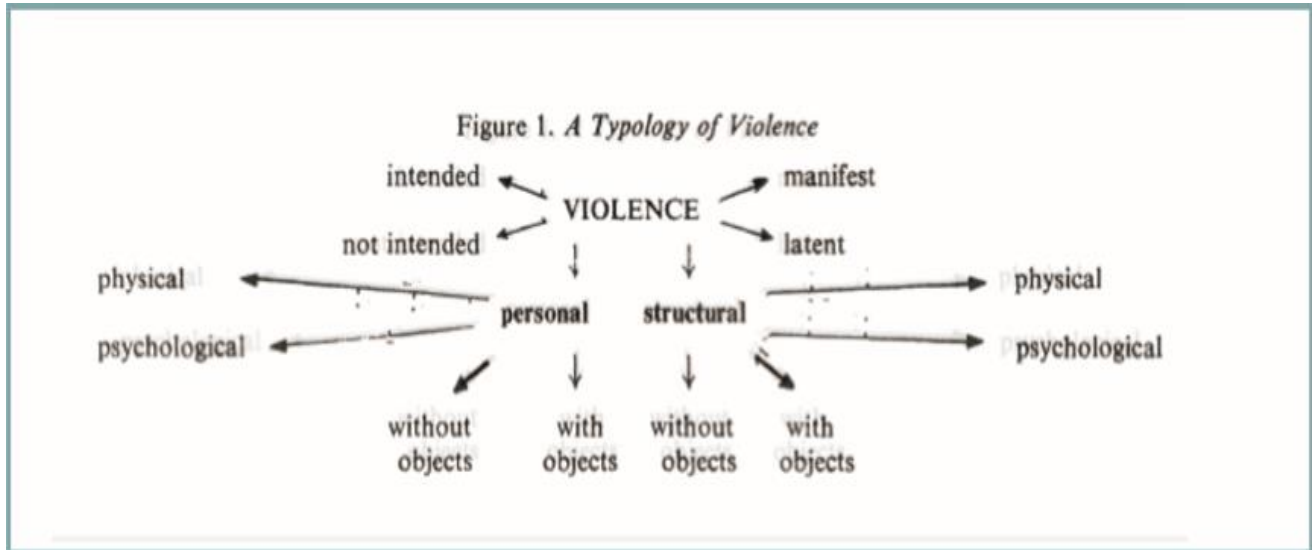 Figure 1. A Typology of Violence
intended
manifest
VIOLENCE
not intended
latent
physical
physical
personal
structural
psychological
psychological
without
objects
with
objects
without
objects
with
objects